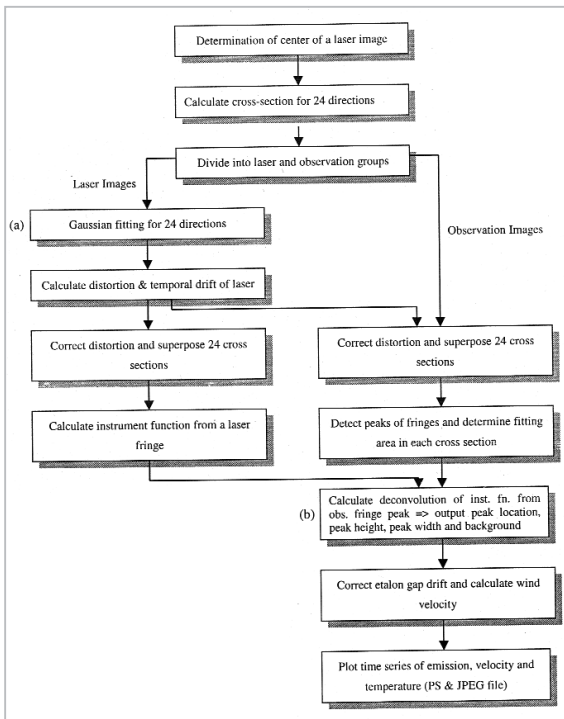 Determination of center of a laser image
Calculate cross-section for 24 directions
Divide into laser and observation groups
Laser Images
(a)
Gaussian fitting for 24 directions
Observation Images
Calculate distortion & temporal drift of laser
Correct distortion and superpose 24 cross
sections
Correct distortion and superpose 24 cross
sections
Calculate instrument function from a laser
fringe
Detect peaks of fringes and determine fitting
area in each cross section
(b)
Calculate deconvolution of inst. fn. from
obs. fringe peak => output peak location,
peak height, peak width and background
Correct etalon gap drift and calculate wind
velocity
Plot time series of emission, velocity and
temperature (PS & JPEG file)